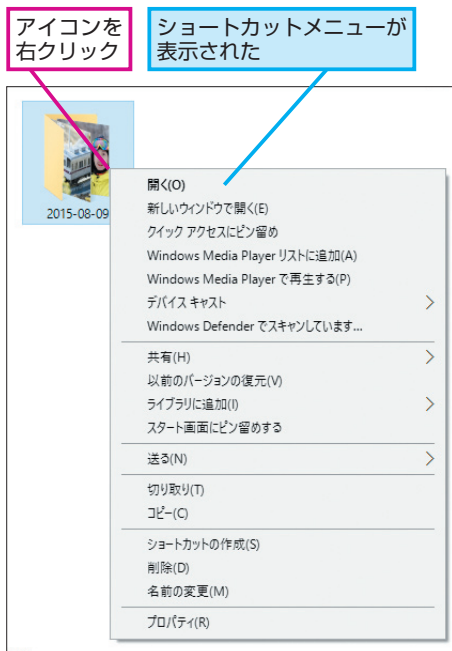 アイコンを
右クリック
ショートカットメニューが
表示された
2015-08-09
開く(O)
新しいウィンドウで開く(E)
クイック アクセスにピン留め
Windows Media Player リストに追加(A)
Windows Media Player で再生する(P)
デバイス キャスト
Windows Defender でスキャンしています...
共有(H)
以前のバージョンの復元(V)
ライブラリに追加(I)
スタート画面にピン留めする
送る(N)
切り取り(T)
コピー(C)
ショートカットの作成(S)
削除(D)
名前の変更(M)
プロパティ(R)